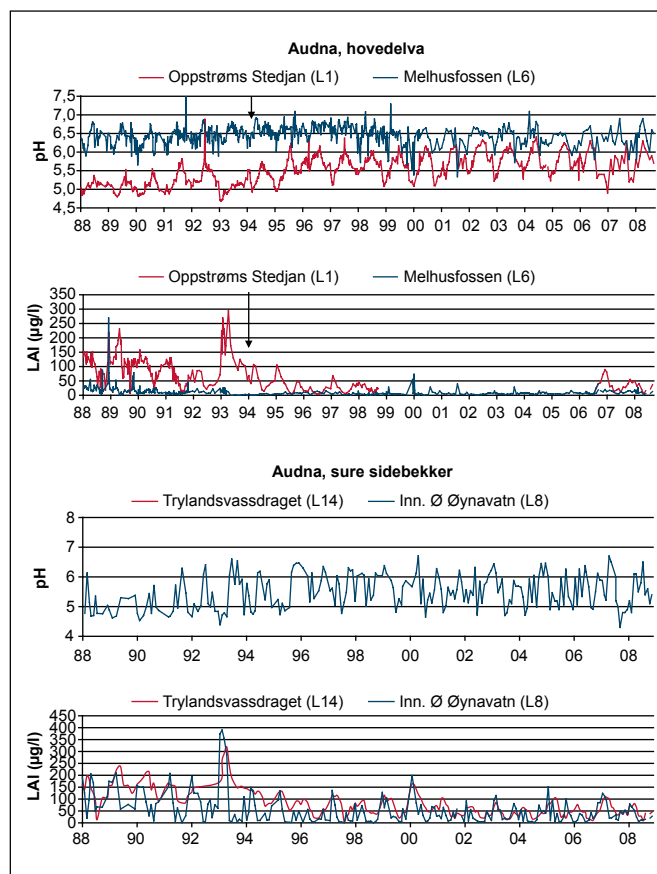 Audna, hovedelva
Oppstrøms Stedjan (L1) Melhusfossen (L6)
pH
7,5
7,0
6,5
6,0
5,5
5,0
4,5
88 89 90 91 92 93 94 95 96 97 98 99 00 01 02 03 04 05 06 07 08
Oppstrøms Stedjan (L1) Melhusfossen (L6)
LAl (µg/l)
350
300
250
200
150
100
50
0
88 89 90 91 92 93 94 95 96 97 98 99 00 01 02 03 04 05 06 07 08
Audna, sure sidebekker
Trylandsvassdraget (L14) Inn. Ø Øynavatn (L8)
pH
8
7
6
5
4
88 90 92 94 96 98 00 02 04 06 08
Trylandsvassdraget (L14) Inn. Ø Øynavatn (L8)
LAl (µg/l)
450
400
350
300
250
200
150
100
50
0
88 90 92 94 96 98 00 02 04 06 08